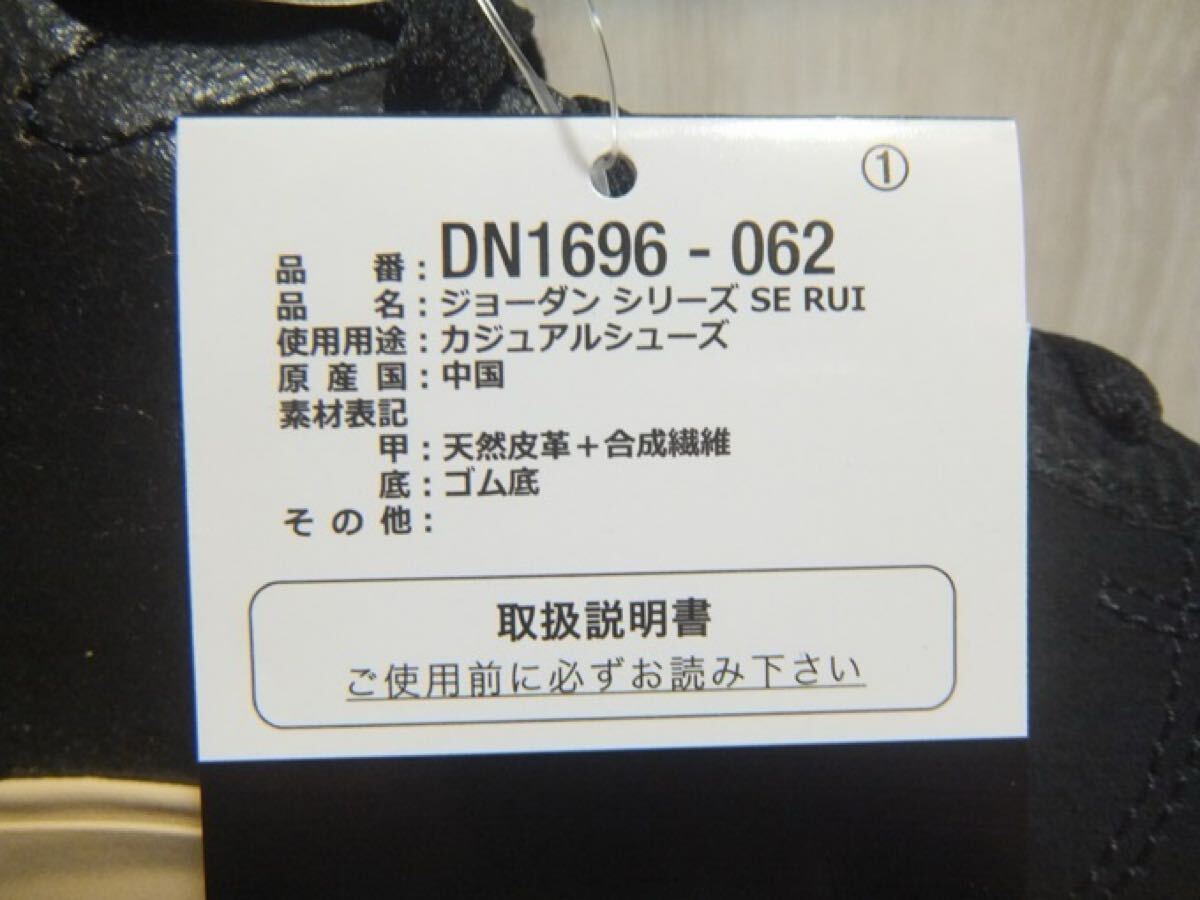 ①
品番：DN1696 - 062
品名：ジョーダン シリーズ SE RUI
使用用途：カジュアルシューズ
原産国：中国
素材表記
甲：天然皮革＋合成繊維
底：ゴム底
その他：
取扱説明書
ご使用前に必ずお読み下さい